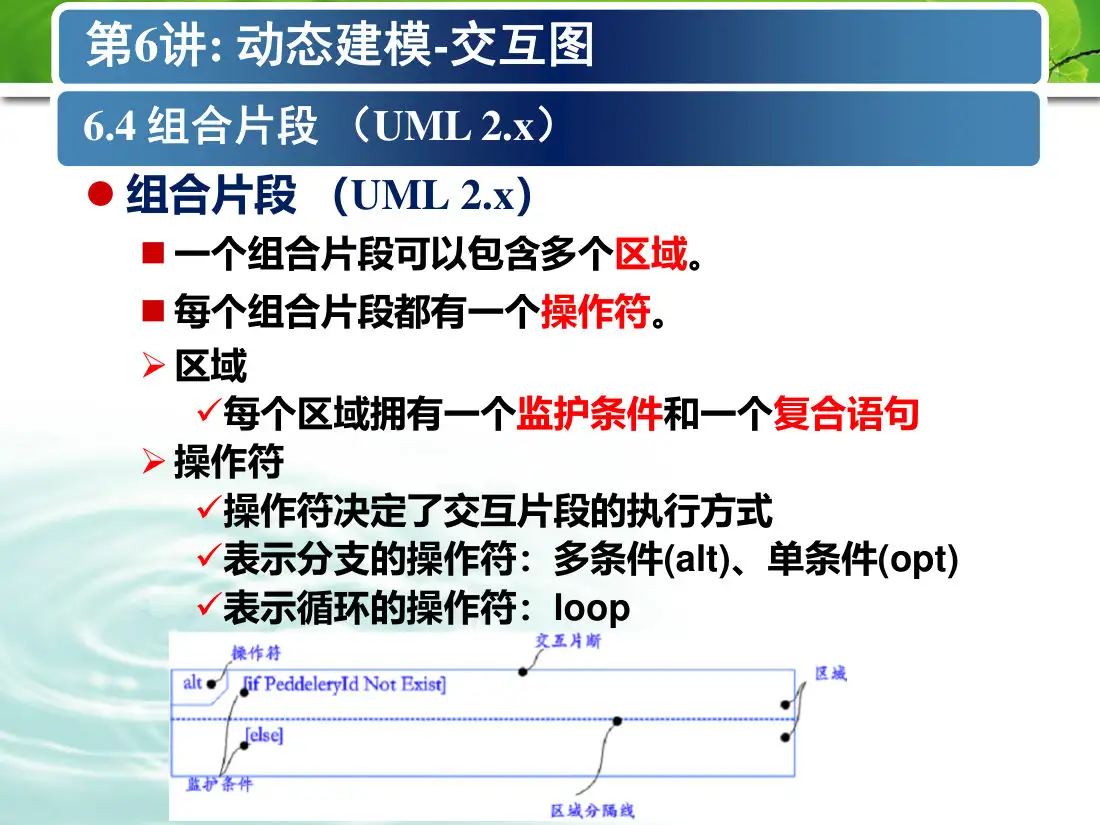 第6讲: 动态建模-交互图
6.4 组合片段 （UML 2.x）
组合片段 （UML 2.x）
一个组合片段可以包含多个区域。
每个组合片段都有一个操作符。
区域
每个区域拥有一个监护条件和一个复合语句
操作符
操作符决定了交互片段的执行方式
表示分支的操作符：多条件(alt)、单条件(opt)
表示循环的操作符：loop
操作符
交互片断
区域
alt
[if PeddeleryId Not Exist]
[else]
监护条件
区域分隔线